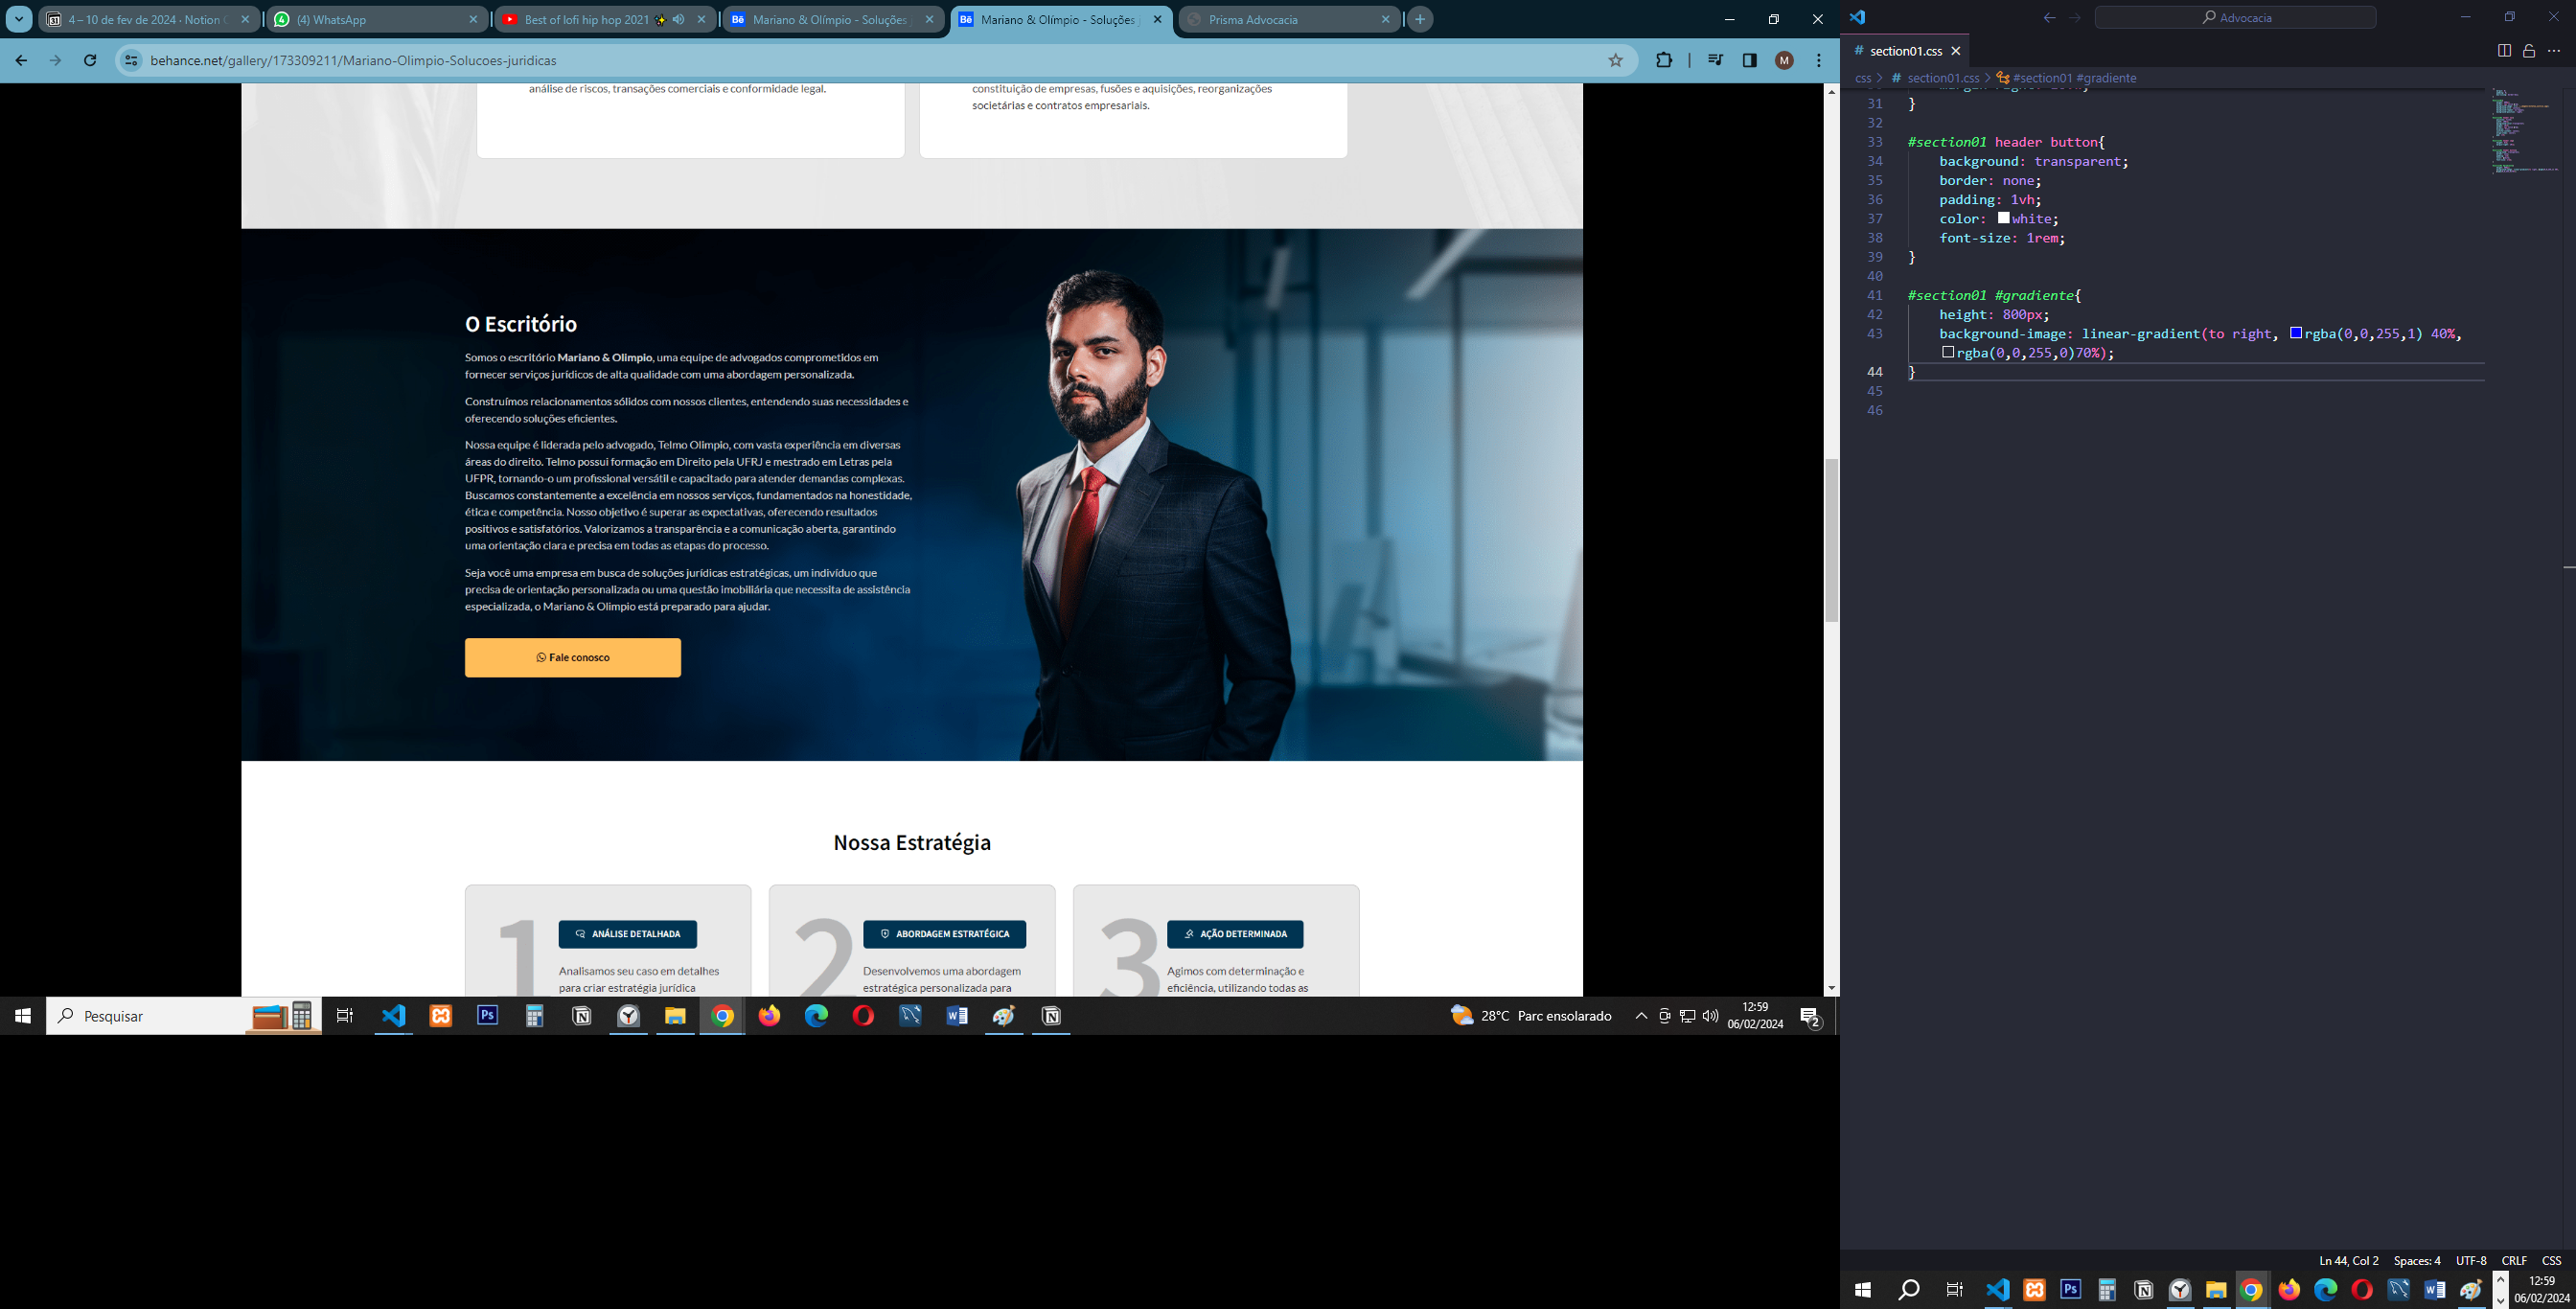 4 – 10 de fev de 2024 · Notion C
(4) WhatsApp
Best of lofi hip hop 2021 ✨
Mariano & Olímpio - Soluções
Mariano & Olímpio - Soluções
Prisma Advocacia
behance.net/gallery/173309211/Mariano-Olimpio-Solucoes-juridicas
M
análise de riscos, transações comerciais e conformidade legal.
constituição de empresas, fusões e aquisições, reorganizações
societárias e contratos empresariais.
O Escritório
Somos o escritório Mariano & Olimpio, uma equipe de advogados comprometidos em
fornecer serviços jurídicos de alta qualidade com uma abordagem personalizada.
Construímos relacionamentos sólidos com nossos clientes, entendendo suas necessidades e
oferecendo soluções eficientes.
Nossa equipe é liderada pelo advogado, Telmo Olimpio, com vasta experiência em diversas
áreas do direito. Telmo possui formação em Direito pela UFRJ e mestrado em Letras pela
UFPR, tornando-o um profissional versátil e capacitado para atender demandas complexas.
Buscamos constantemente a excelência em nossos serviços, fundamentados na honestidade,
ética e competência. Nosso objetivo é superar as expectativas, oferecendo resultados
positivos e satisfatórios. Valorizamos a transparência e a comunicação aberta, garantindo
uma orientação clara e precisa em todas as etapas do processo.
Seja você uma empresa em busca de soluções jurídicas estratégicas, um indivíduo que
precisa de orientação personalizada ou uma questão imobiliária que necessita de assistência
especializada, o Mariano & Olimpio está preparado para ajudar.
Fale conosco
Nossa Estratégia
1
ANÁLISE DETALHADA
Analisamos seu caso em detalhes
para criar estratégia jurídica
2
ABORDAGEM ESTRATÉGICA
Desenvolvemos uma abordagem
estratégica personalizada para
3
AÇÃO DETERMINADA
Agimos com determinação e
eficiência, utilizando todas as
Pesquisar
28°C Parc ensolarado
12:59
06/02/2024
2
Advocacia
# section01.css
css > # section01.css > #section01 #gradiente
31 }
32
33 #section01 header button{
34 background: transparent;
35 border: none;
36 padding: 1vh;
37 color: white;
38 font-size: 1rem;
39 }
40
41 #section01 #gradiente{
42 height: 800px;
43 background-image: linear-gradient(to right, rgba(0,0,255,1) 40%,
rgba(0,0,255,0)70%);
44 }
45
46
Ln 44, Col 2 Spaces: 4 UTF-8 CRLF CSS
12:59
06/02/2024